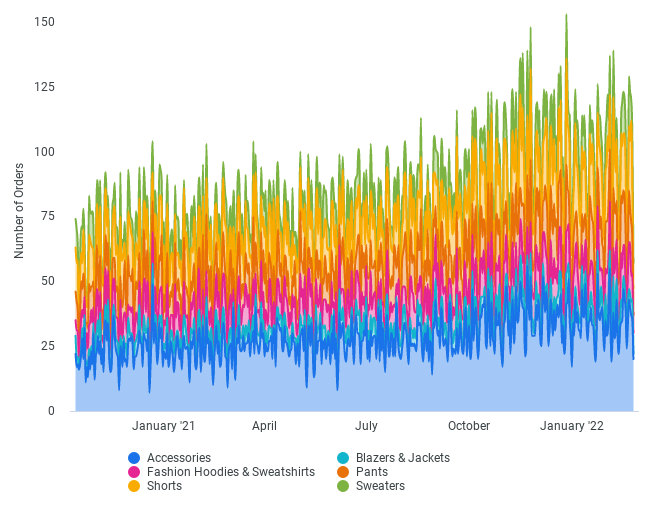 150
125
100
75
50
25
0
Number of Orders
January '21
April
July
October
January '22
Accessories
Blazers & Jackets
Fashion Hoodies & Sweatshirts
Pants
Shorts
Sweaters